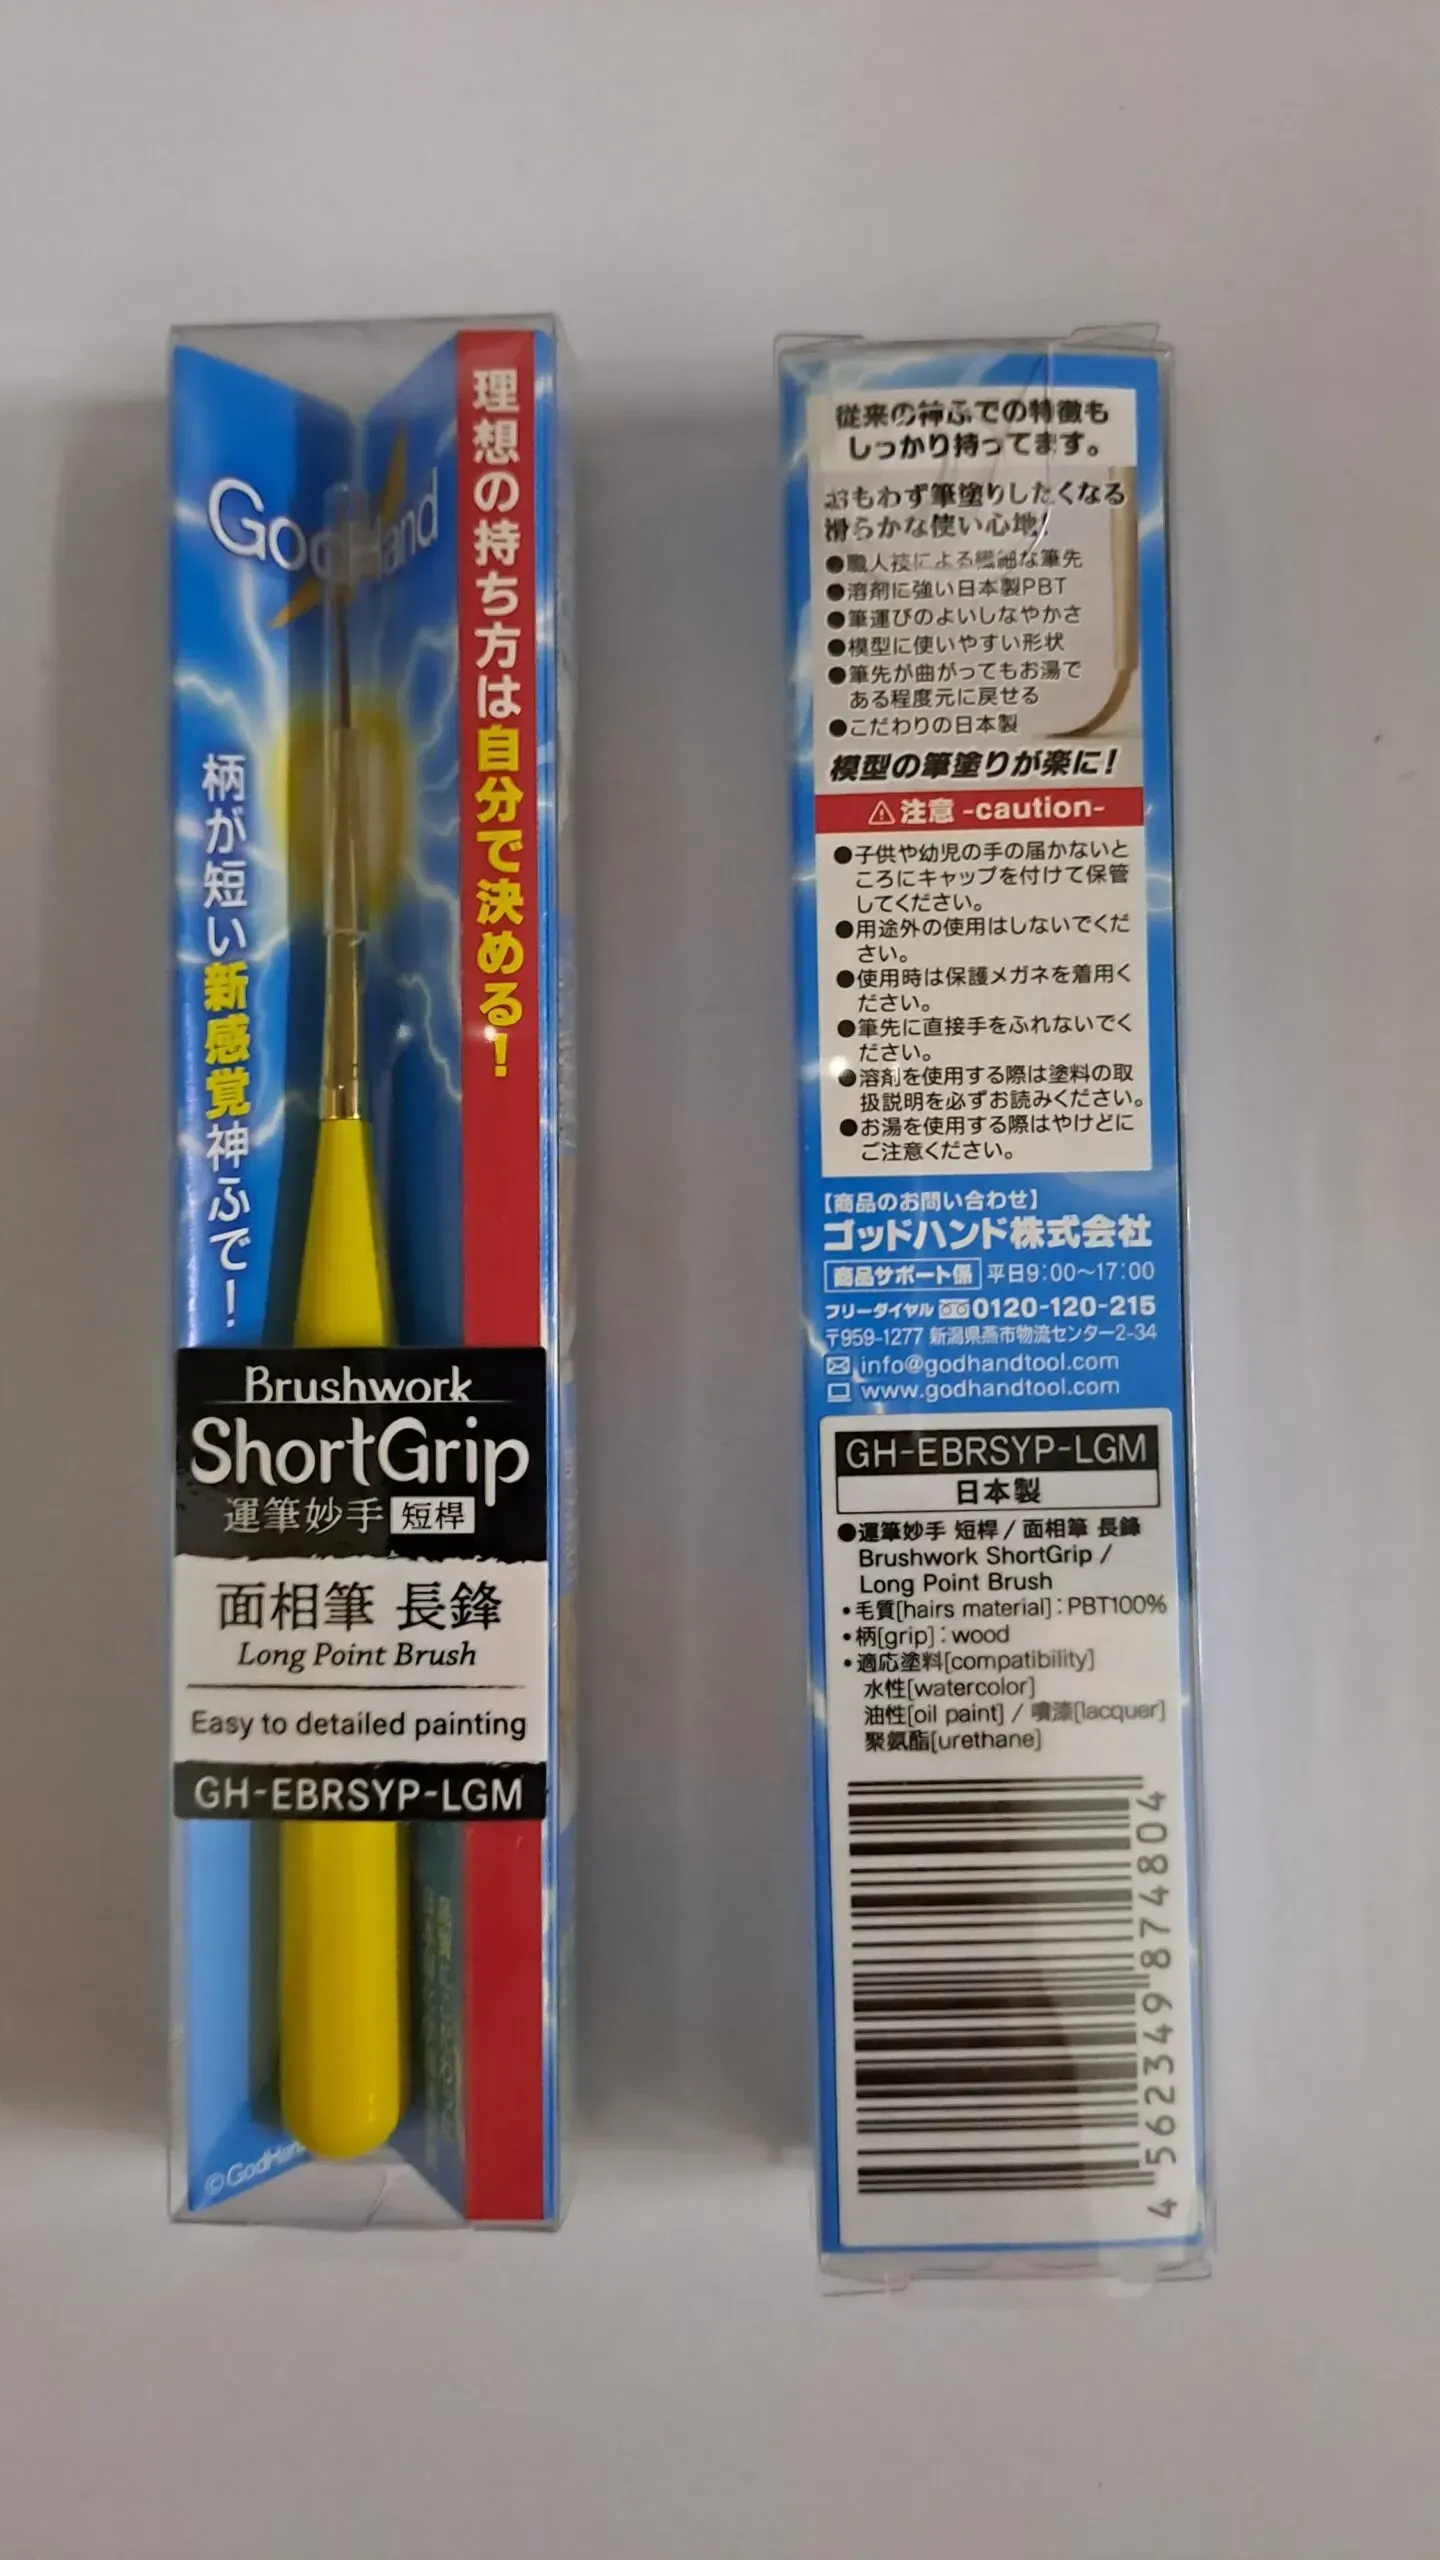 GodHand
理想の持ち方は自分で決める！
柄が短い新感覚神ふで！
Brushwork
ShortGrip
運筆妙手 短桿
面相筆 長鋒
Long Point Brush
Easy to detailed painting
GH-EBRSYP-LGM
©GodHan
従来の神ふでの特徴も
しっかり持ってます。
おもわず筆塗りしたくなる
滑らかな使い心地！
●職人技による繊細な筆先
●溶剤に強い日本製PBT
●筆運びのよいしなやかさ
●模型に使いやすい形状
●筆先が曲がってもお湯で
ある程度元に戻せる
●こだわりの日本製
模型の筆塗りが楽に！
⚠注意 -caution-
●子供や幼児の手の届かないと
ころにキャップを付けて保管
してください。
●用途外の使用はしないでくだ
さい。
●使用時は保護メガネを着用く
ださい。
●筆先に直接手をふれないでく
ださい。
●溶剤を使用する際は塗料の取
扱説明を必ずお読みください。
●お湯を使用する際はやけどに
ご注意ください。
【商品のお問い合わせ】
ゴッドハンド株式会社
商品サポート係 平日9:00〜17:00
フリーダイヤル 0120-120-215
〒959-1277 新潟県燕市物流センター2-34
info@godhandtool.com
www.godhandtool.com
GH-EBRSYP-LGM
日本製
●運筆妙手 短桿 / 面相筆 長鋒
Brushwork ShortGrip /
Long Point Brush
・毛質[hairs material]：PBT100%
・柄[grip]：wood
・適応塗料[compatibility]
水性[watercolor]
油性[oil paint] / 噴漆[lacquer]
聚氨酯[urethane]
4562349874804